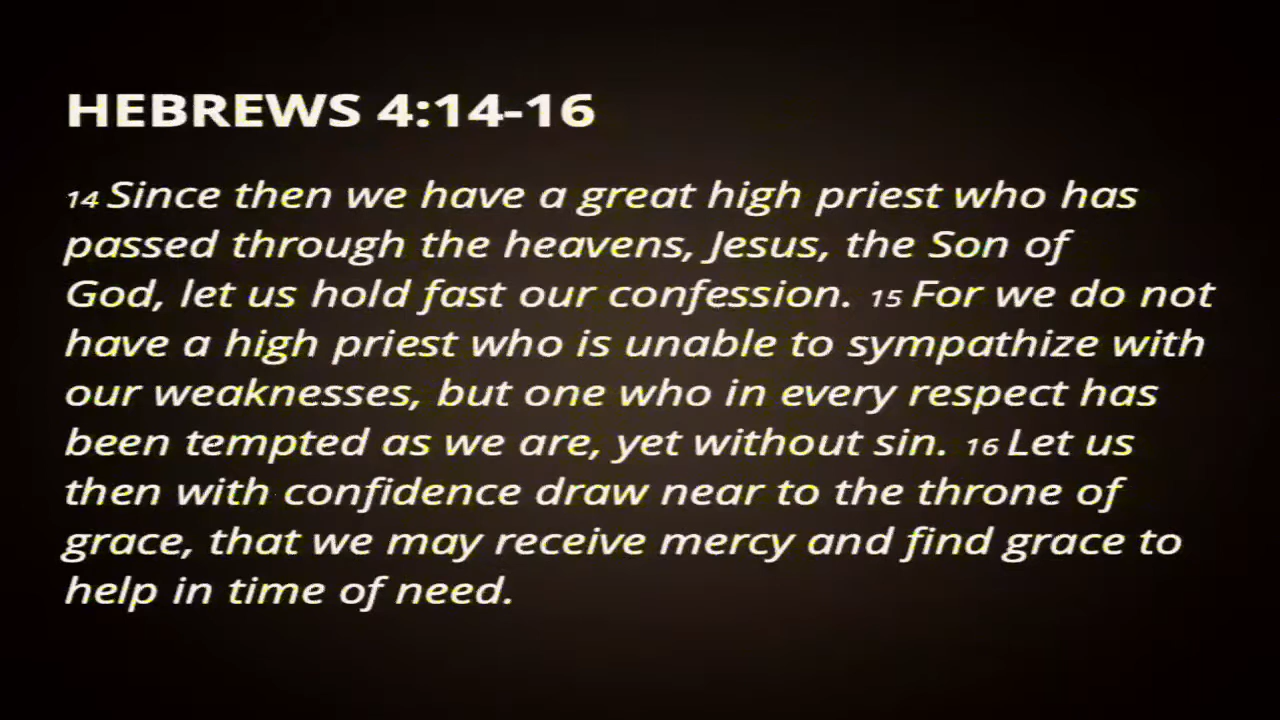 HEBREWS 4:14-16
14 Since then we have a great high priest who has
passed through the heavens, Jesus, the Son of
God, let us hold fast our confession. 15 For we do not
have a high priest who is unable to sympathize with
our weaknesses, but one who in every respect has
been tempted as we are, yet without sin. 16 Let us
then with confidence draw near to the throne of
grace, that we may receive mercy and find grace to
help in time of need.